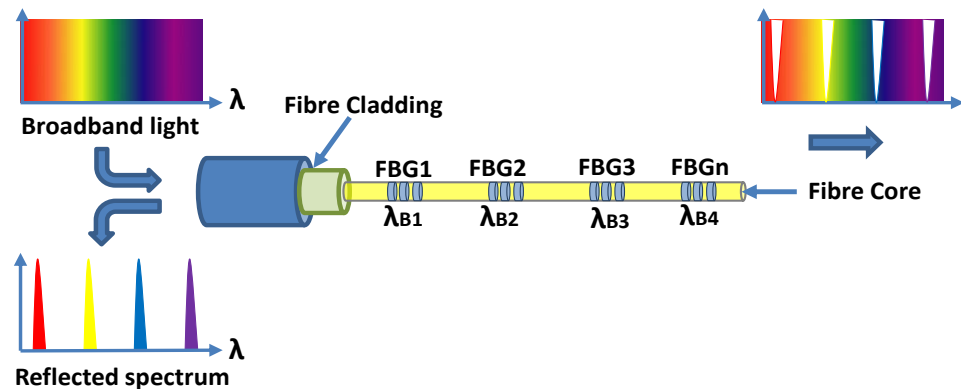 λ
Broadband light
Fibre Cladding
FBG1 FBG2 FBG3 FBGn
λB1 λB2 λB3 λB4
Fibre Core
λ
Reflected spectrum